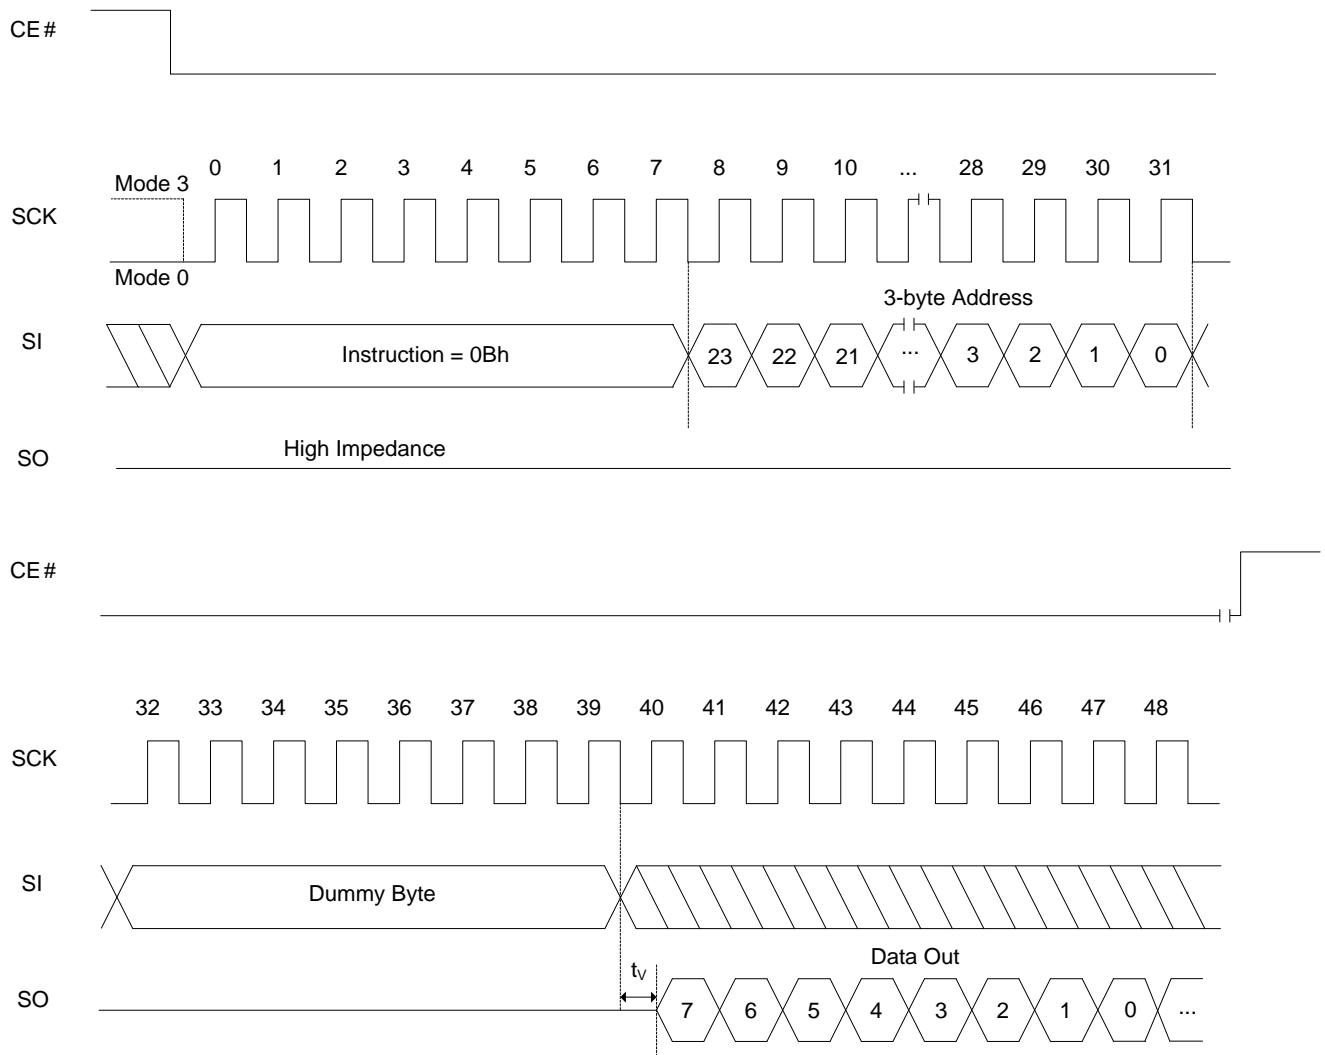 CE#
0 1 2 3 4 5 6 7 8 9 10 ... 28 29 30 31
Mode 3
SCK
Mode 0
3-byte Address
SI
Instruction = 0Bh
23 22 21 ... 3 2 1 0
High Impedance
SO
CE#
32 33 34 35 36 37 38 39 40 41 42 43 44 45 46 47 48
SCK
SI
Dummy Byte
Data Out
tV
SO
7 6 5 4 3 2 1 0 ...